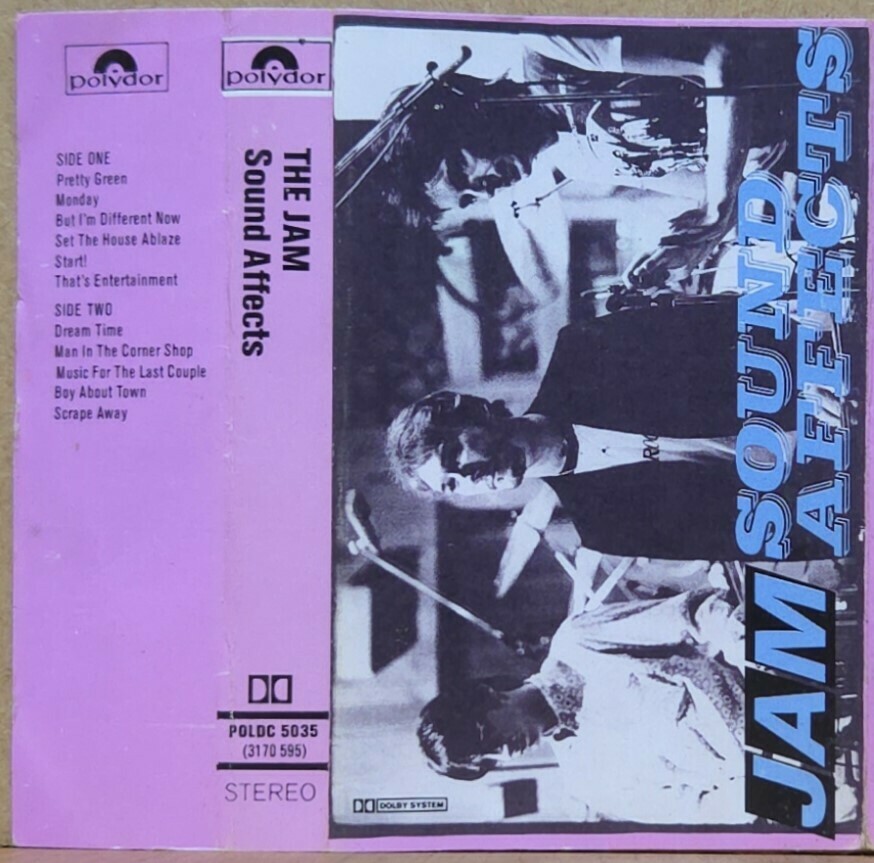 polydor
SIDE ONE
Pretty Green
Monday
But I'm Different Now
Set The House Ablaze
Start!
That's Entertainment
SIDE TWO
Dream Time
Man In The Corner Shop
Music For The Last Couple
Boy About Town
Scrape Away
polydor
THE JAM
Sound Affects
POLDC 5035
(3170 595)
STEREO
JAM
SOUND
AFFECTS
DOLBY SYSTEM